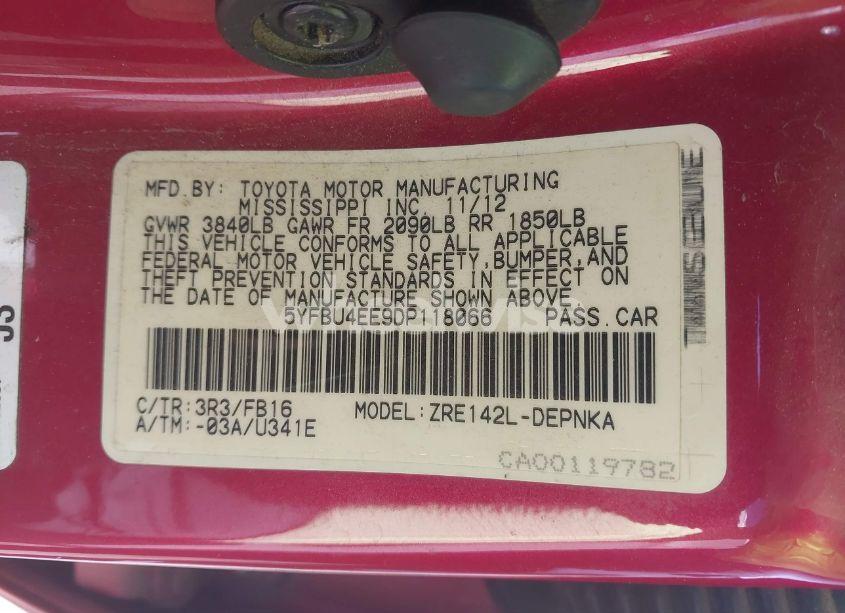 MFD.BY: TOYOTA MOTOR MANUFACTURING
MISSISSIPPI INC. 11/12
GVWR 3840LB GAWR FR 2090LB RR 1850LB
THIS VEHICLE CONFORMS TO ALL APPLICABLE
FEDERAL MOTOR VEHICLE SAFETY,BUMPER,AND
THEFT PREVENTION STANDARDS IN EFFECT ON
THE DATE OF MANUFACTURE SHOWN ABOVE.
5YFBU4EE9DP118066 PASS.CAR
C/TR:3R3/FB16 MODEL:ZRE142L-DEPNKA
A/TM:-03A/U341E
CA00119782